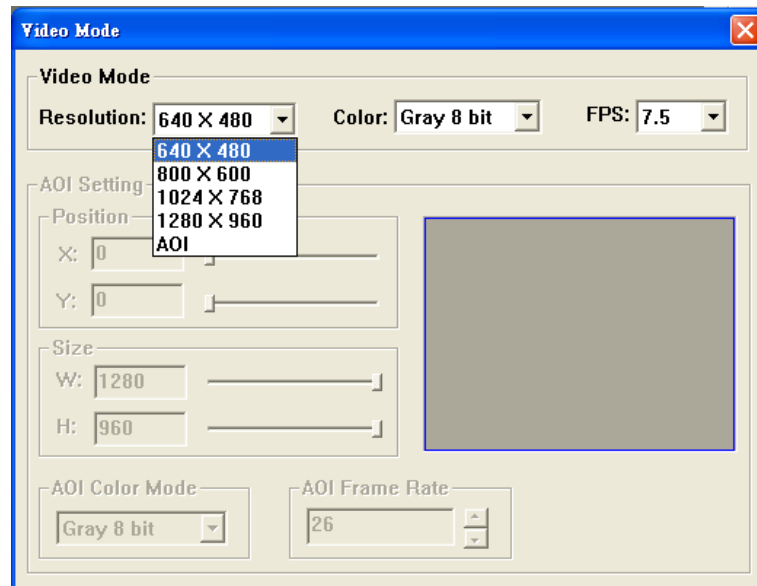 Video Mode
Video Mode
Resolution: 640 X 480 Color: Gray 8 bit FPS: 7.5
640 X 480
800 X 600
1024 X 768
1280 X 960
AOI
AOI Setting
Position
X: 0
Y: 0
Size
W: 1280
H: 960
AOI Color Mode
Gray 8 bit
AOI Frame Rate
26